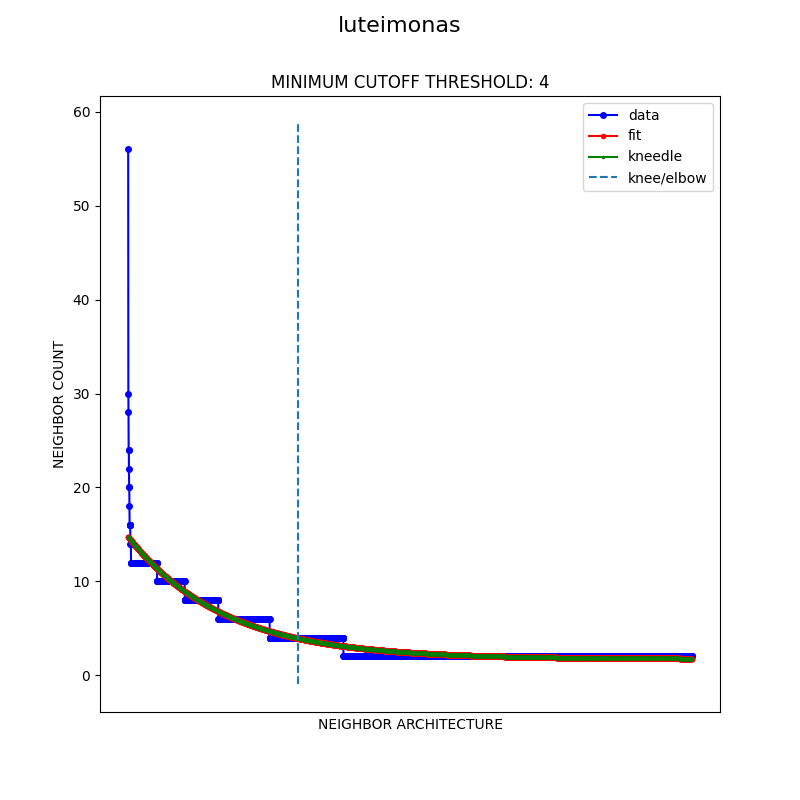 luteimonas
MINIMUM CUTOFF THRESHOLD: 4
data
fit
kneedle
knee/elbow
60
50
40
30
20
10
0
NEIGHBOR COUNT
NEIGHBOR ARCHITECTURE